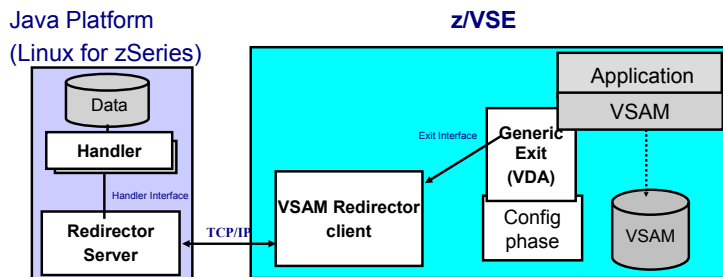 Java Platform
(Linux for zSeries)
Data
Handler
Handler Interface
Redirector
Server
TCP/IP
z/VSE
Application
VSAM
Exit Interface
Generic
Exit
(VDA)
VSAM Redirector
client
Config
phase
VSAM